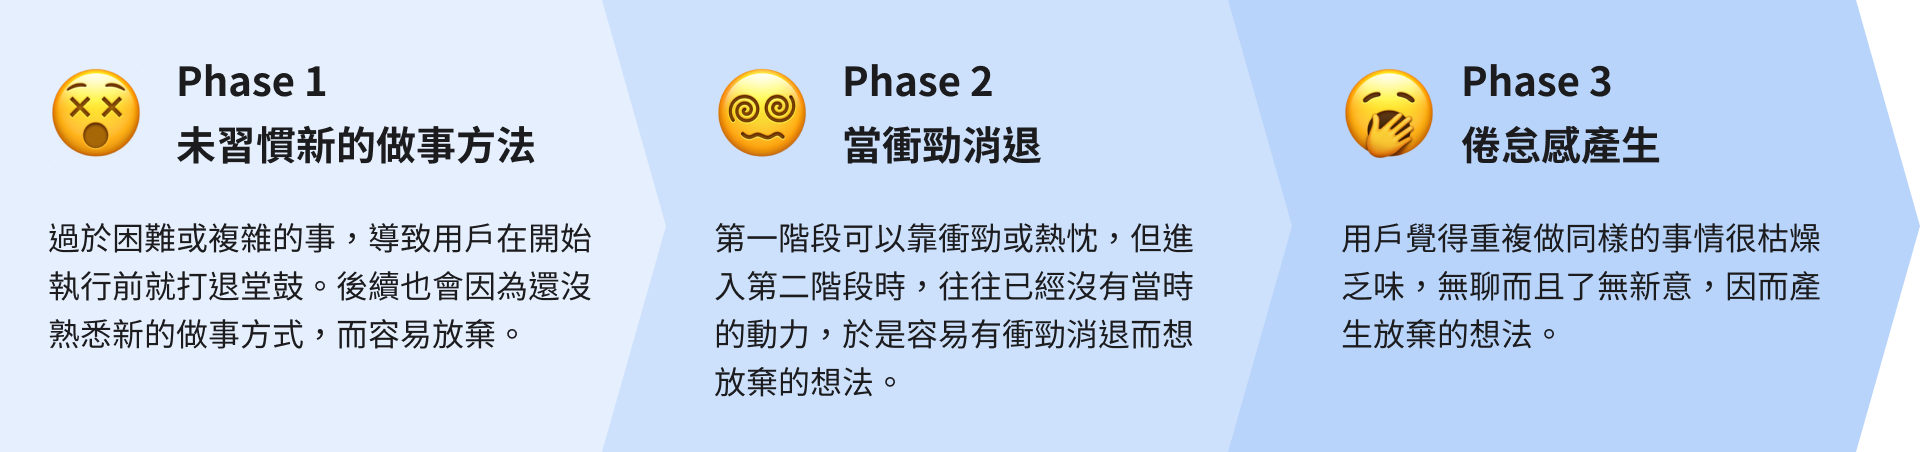 Phase 1
未習慣新的做事方法
過於困難或複雜的事，導致用戶在開始
執行前就打退堂鼓。後續也會因為還沒
熟悉新的做事方式，而容易放棄。
Phase 2
當衝勁消退
第一階段可以靠衝勁或熱忱，但進
入第二階段時，往往已經沒有當時
的動力，於是容易有衝勁消退而想
放棄的想法。
Phase 3
倦怠感產生
用戶覺得重複做同樣的事情很枯燥
乏味，無聊而且了無新意，因而產
生放棄的想法。